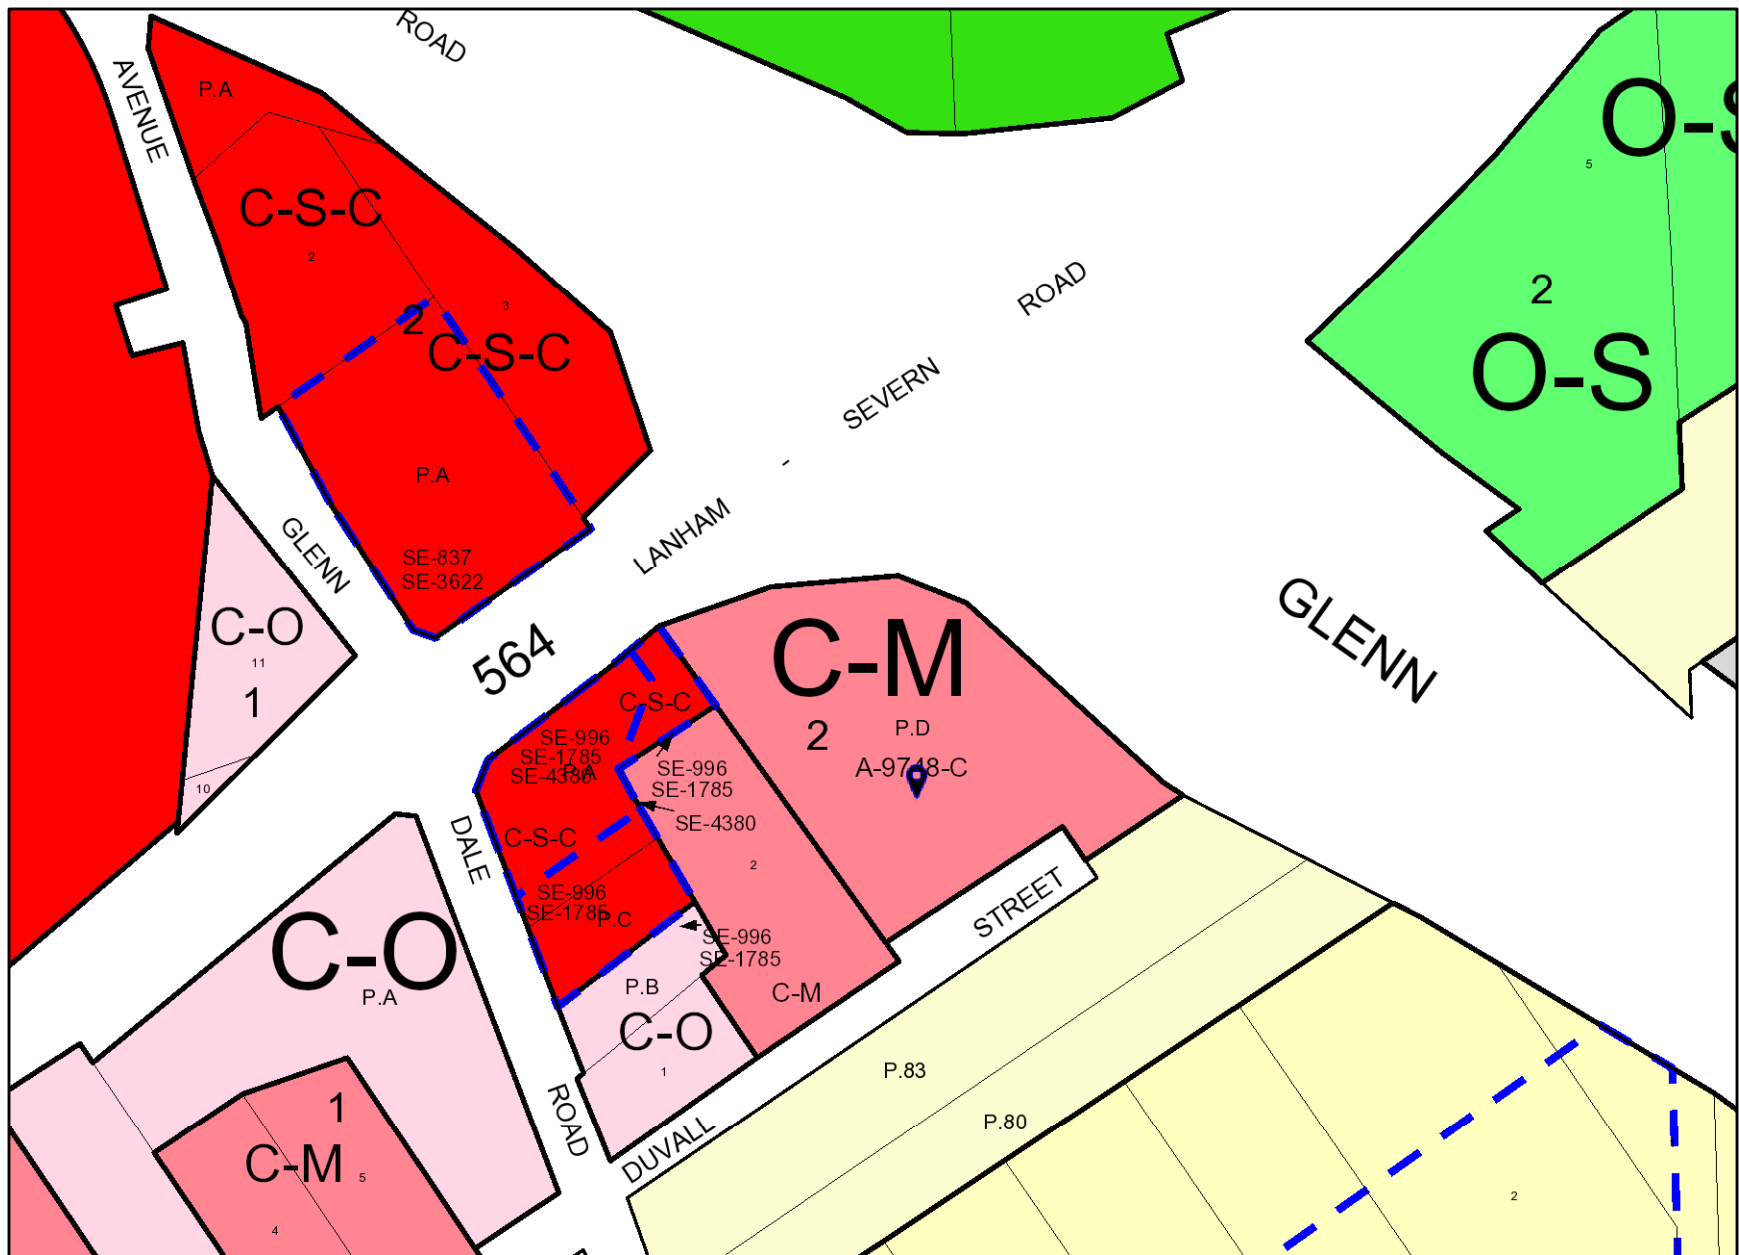 ROAD
AVENUE
P.A
C-S-C
2
2
3
C-S-C
P.A
SE-837
SE-3622
GLENN
C-O
11
1
10
LANHAM - SEVERN ROAD
564
O-S
5
2
O-S
GLENN
C-M
2
P.D
A-9748-C
C-S-C
SE-996
SE-1785
SE-4380
P.A
SE-996
SE-1785
SE-4380
C-S-C
2
SE-996
SE-1785
P.C
SE-996
SE-1785
C-M
P.B
C-O
1
DALE
ROAD
DUVALL
STREET
C-O
P.A
1
C-M
5
4
P.83
P.80
2